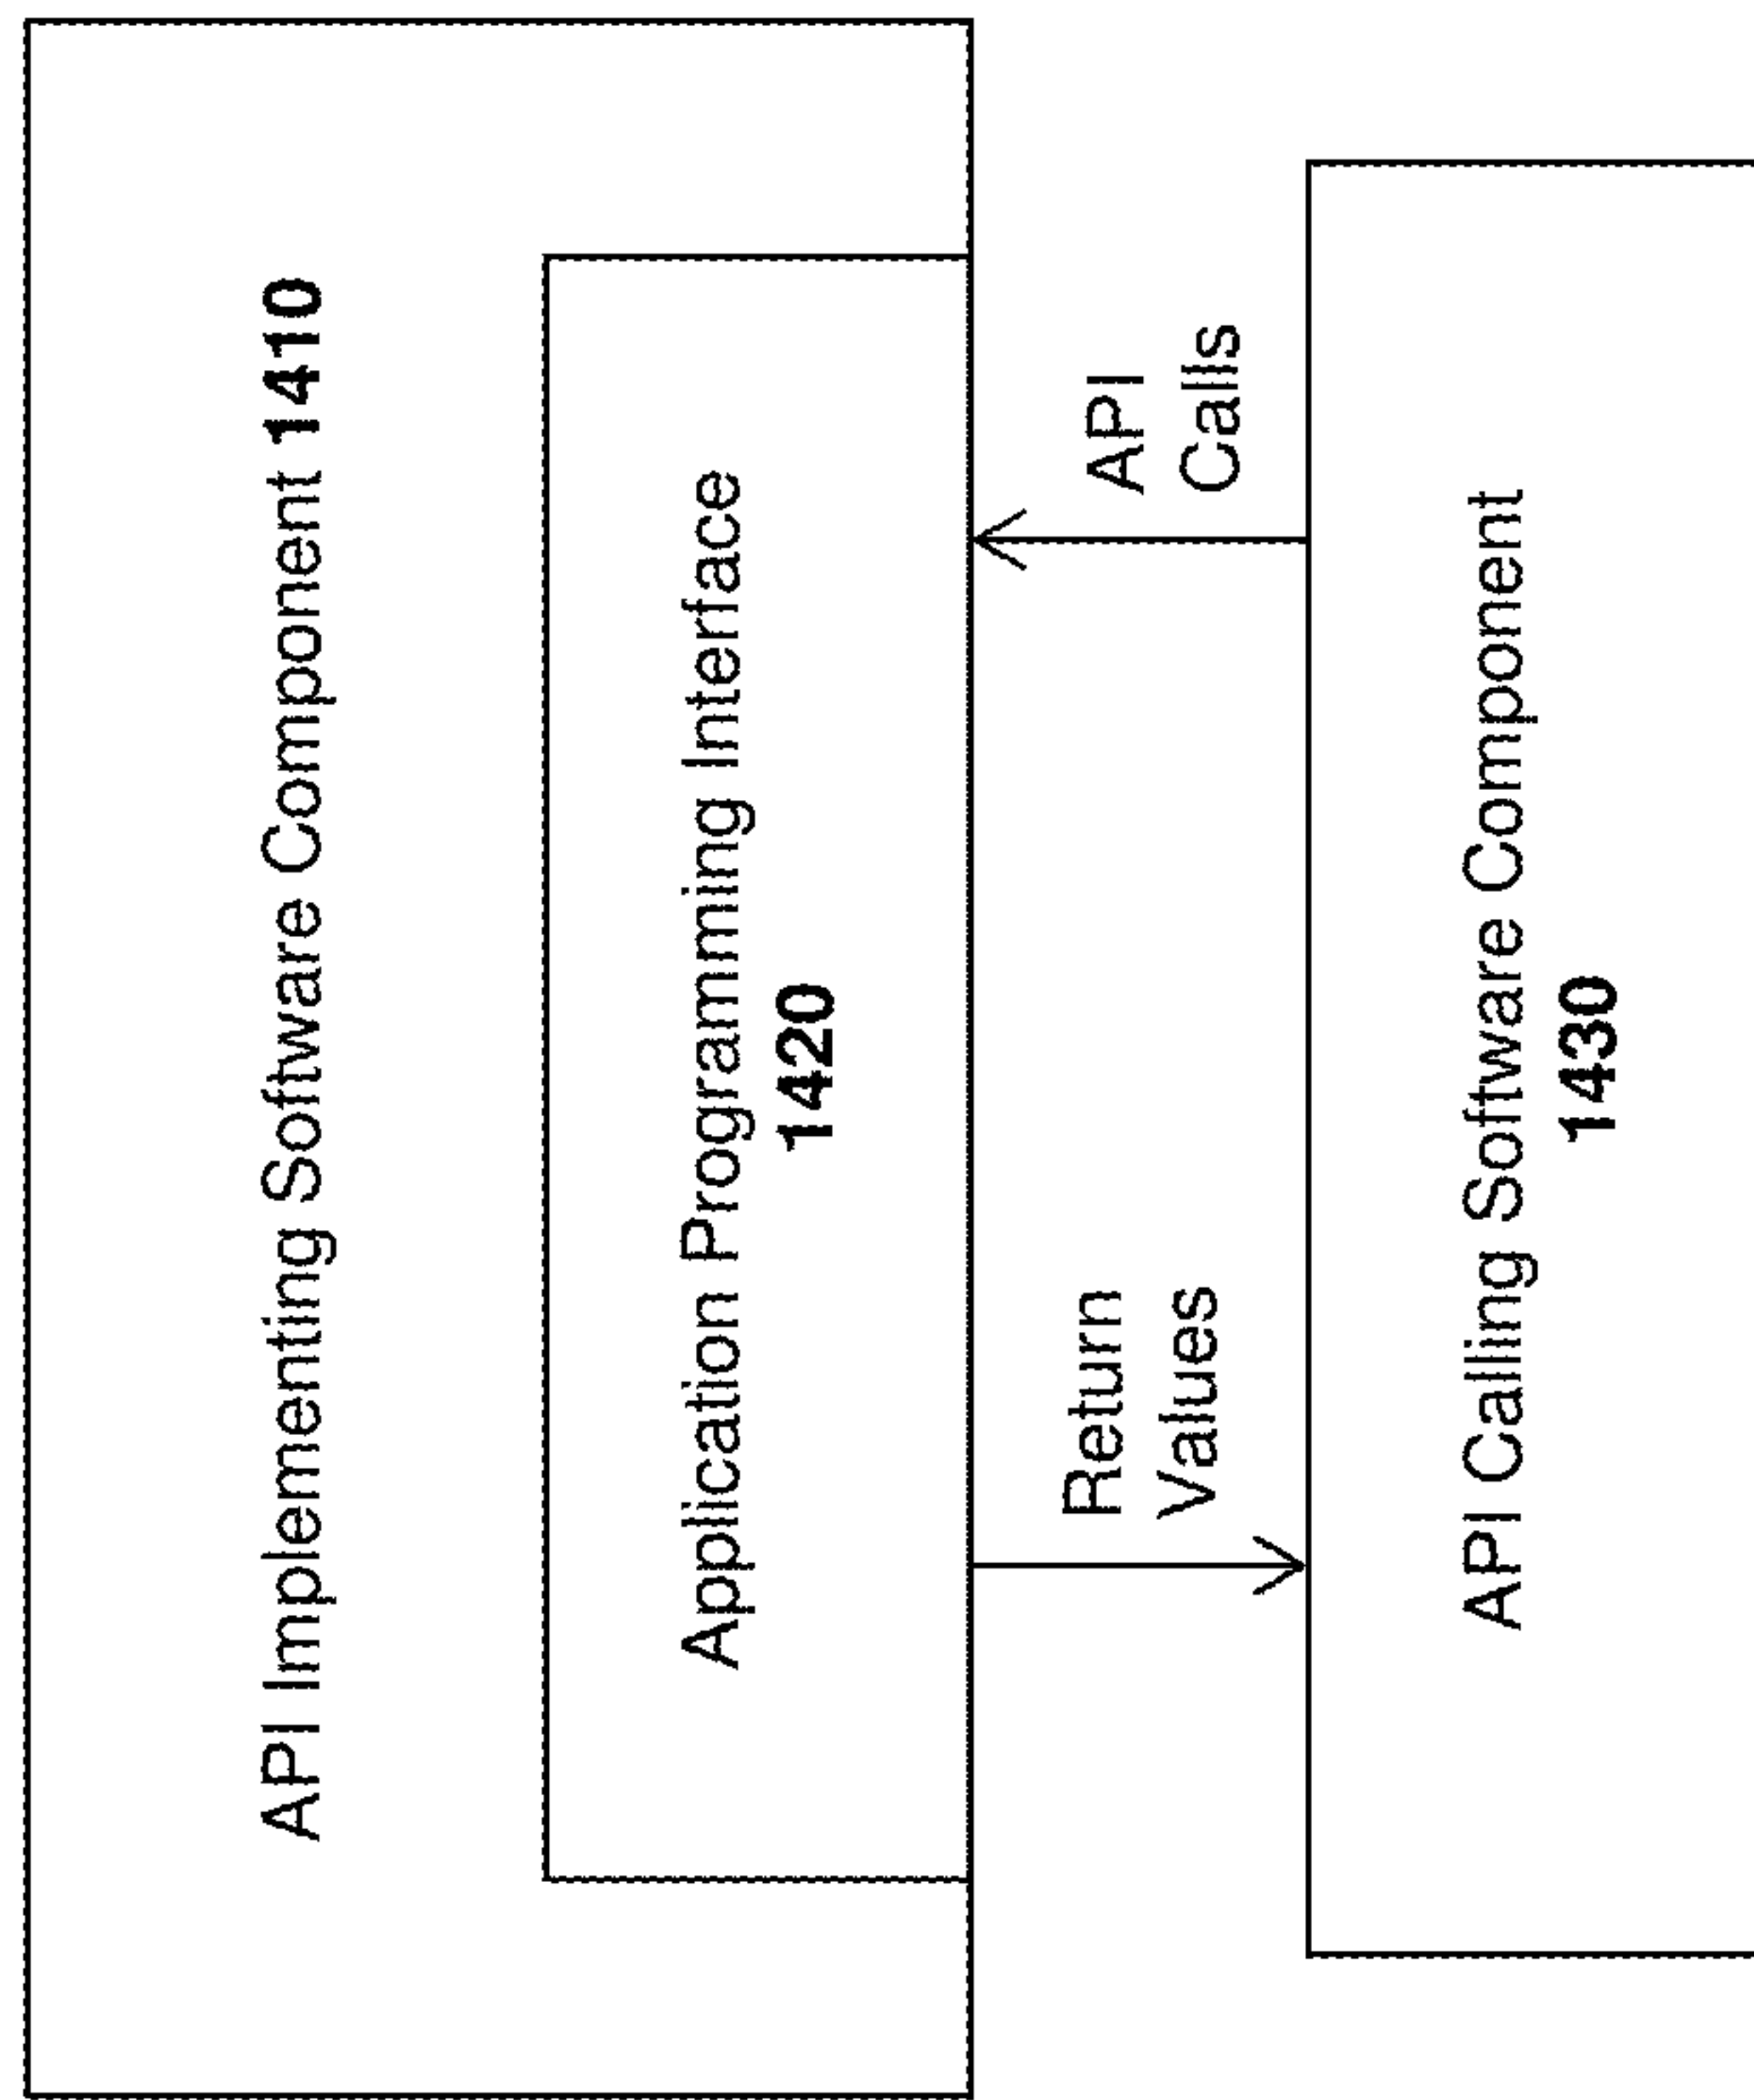 API Implementing Software Component 1410
Application Programming Interface
1420
Return
Values
API
Calls
API Calling Software Component
1430